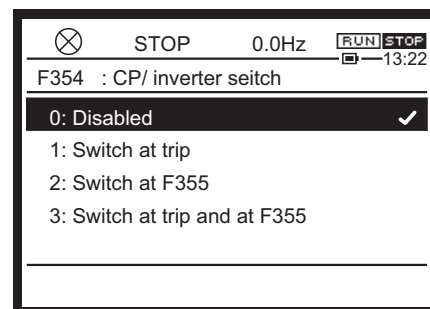 STOP 0.0Hz RUN STOP
13:22
F354 : CP/ inverter seitch
0: Disabled
1: Switch at trip
2: Switch at F355
3: Switch at trip and at F355